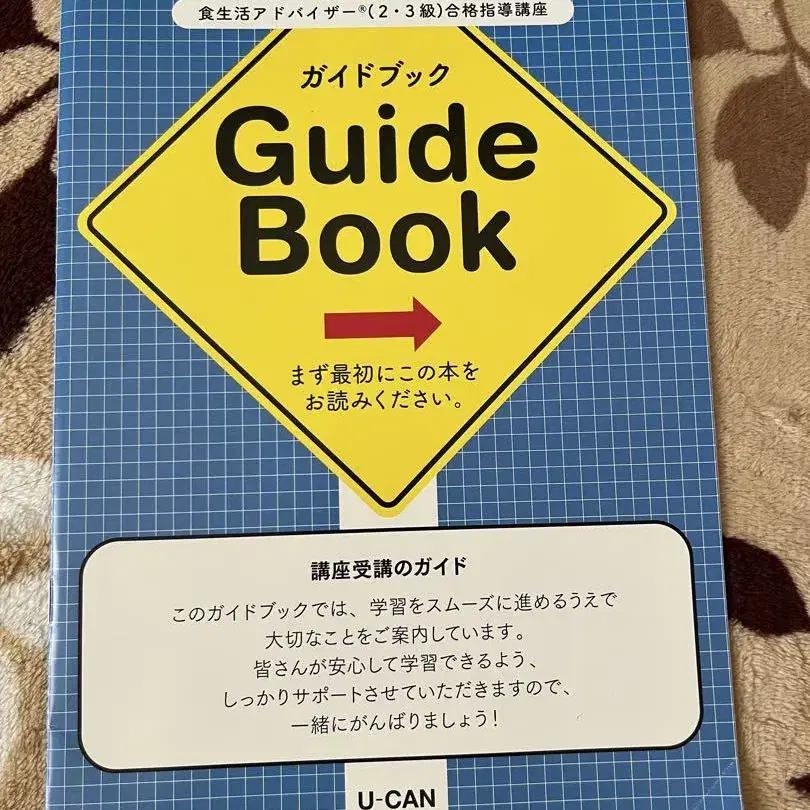 食生活アドバイザー®(2・3級)合格指導講座
ガイドブック
Guide
Book
まず最初にこの本を
お読みください。
講座受講のガイド
このガイドブックでは、学習をスムーズに進めるうえで
大切なことをご案内しています。
皆さんが安心して学習できるよう、
しっかりサポートさせていただきますので、
一緒にがんばりましょう!
U-CAN